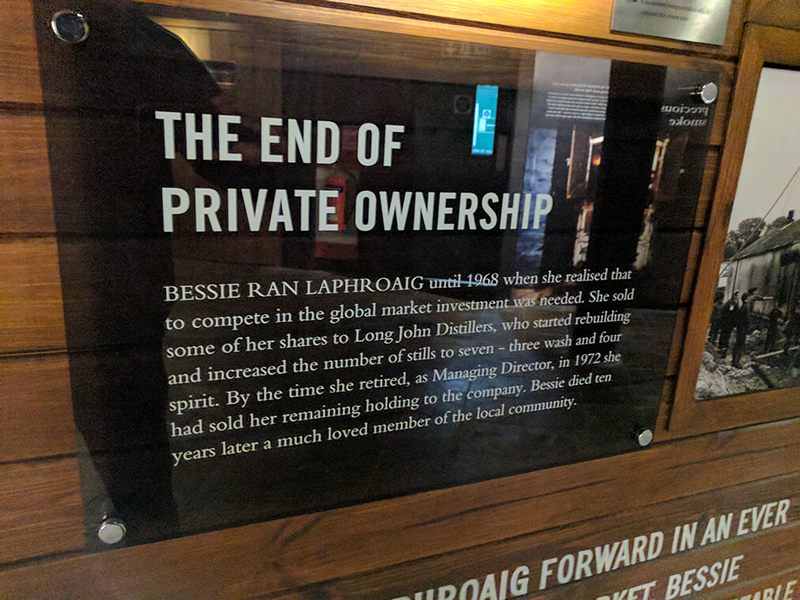 THE END OF
PRIVATE OWNERSHIP
BESSIE RAN LAPHROAIG until 1968 when she realised that
to compete in the global market investment was needed. She sold
some of her shares to Long John Distillers, who started rebuilding
and increased the number of stills to seven – three wash and four
spirit. By the time she retired, as Managing Director, in 1972 she
had sold her remaining holding to the company. Bessie died ten
years later a much loved member of the local community.
precious
smoke
PHROAIG FORWARD IN AN EVER
RKET, BESSIE